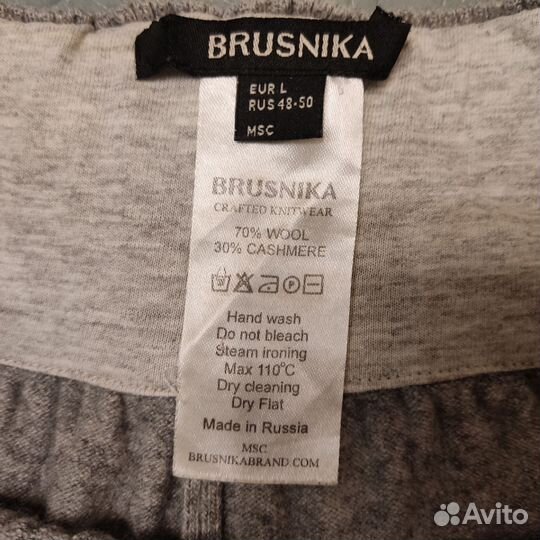 BRUSNIKA
EUR L
RUS 48-50
MSC
BRUSNIKA
CRAFTED KNITWEAR
70% WOOL
30% CASHMERE
Hand wash
Do not bleach
Steam ironing
Max 110°C
Dry cleaning
Dry Flat
Made in Russia
MSC
BRUSNIKABRAND.COM
Avito